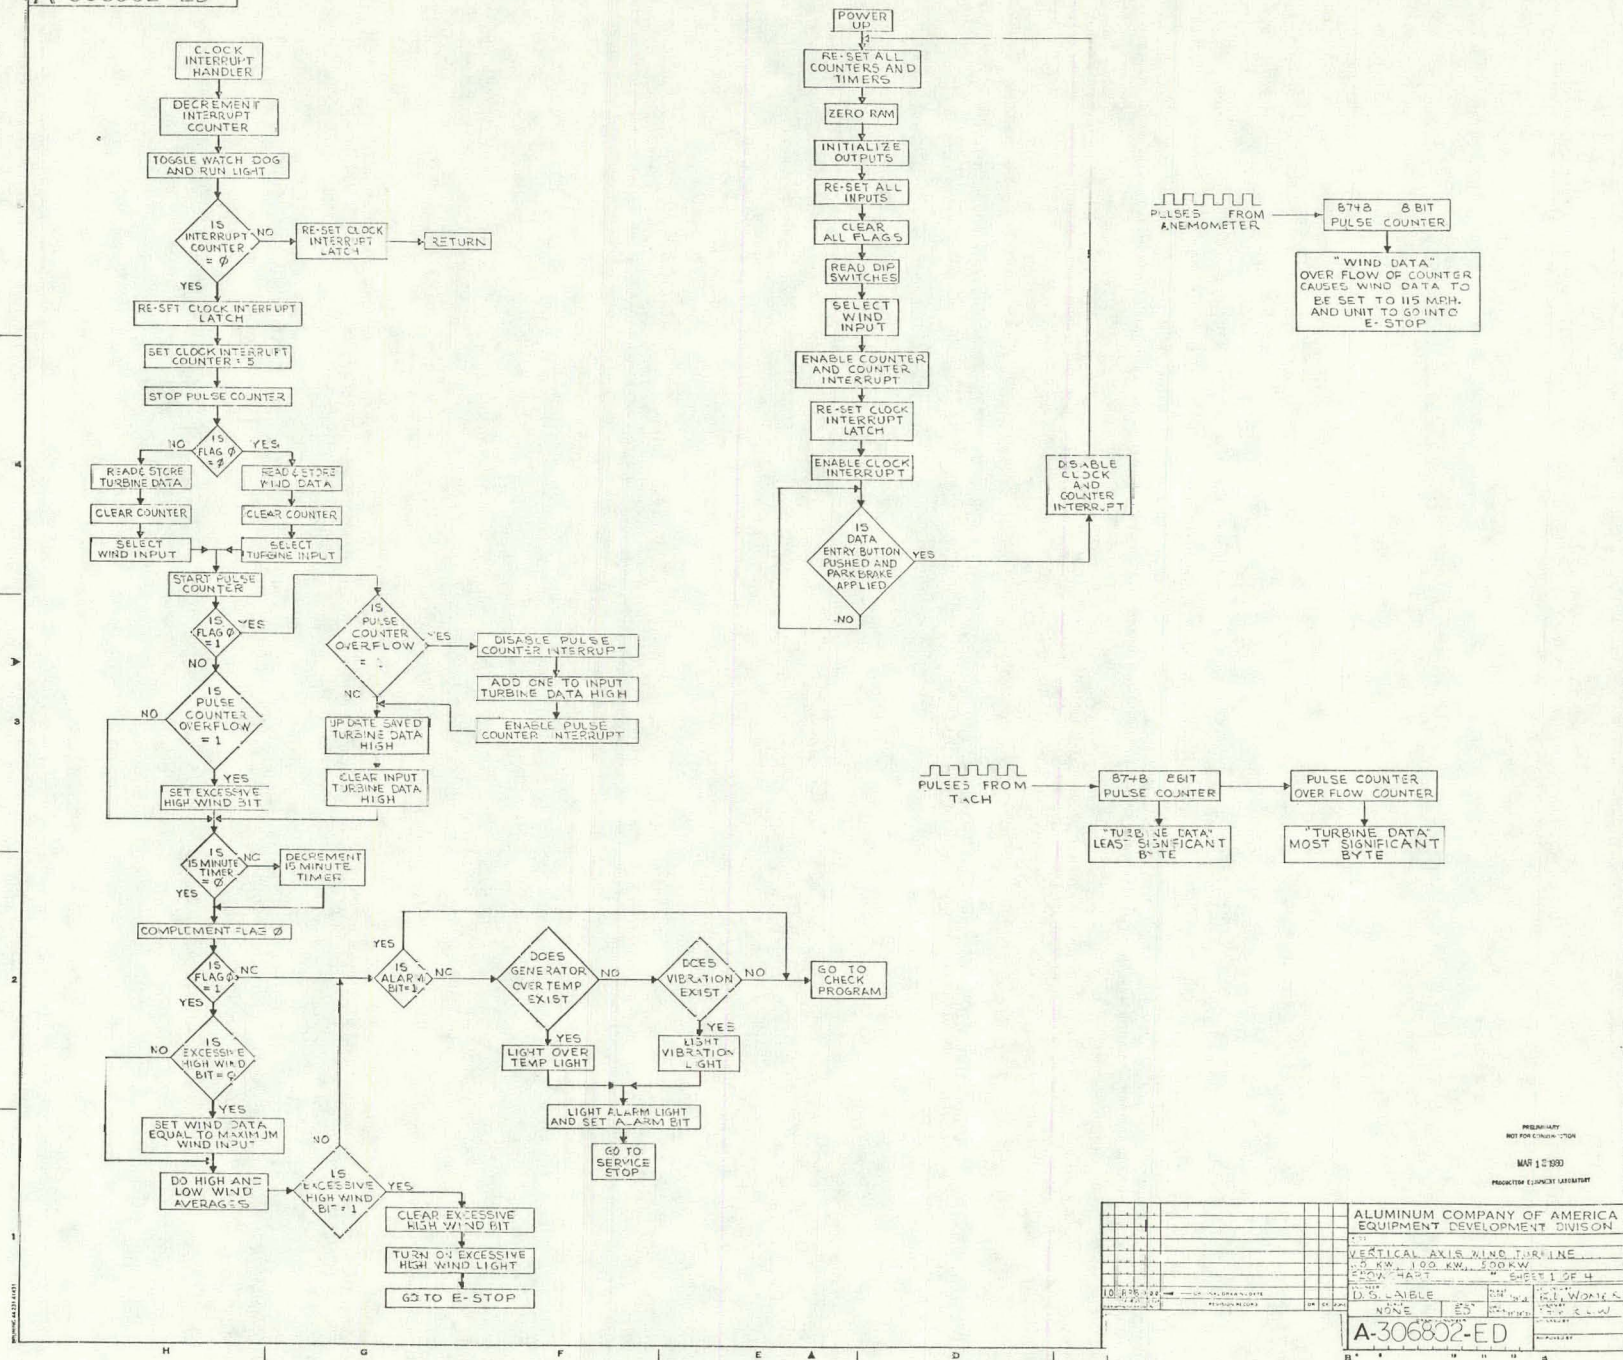 CLOCK
INTERRUPT
HANDLER
DECREMENT
INTERRUPT
COUNTER
TOGGLE WATCH DOG
AND RUN LIGHT
IS
INTERRUPT
COUNTER
= Ø
NO
RE-SET CLOCK
INTERRUPT
LATCH
RETURN
YES
RE-SET CLOCK INTERRUPT
LATCH
SET CLOCK INTERRUPT
COUNTER = 5
STOP PULSE COUNTER
IS
FLAG Ø
= Ø
NO
YES
READ & STORE
TURBINE DATA
CLEAR COUNTER
SELECT
WIND INPUT
READ & STORE
WIND DATA
CLEAR COUNTER
SELECT
TURBINE INPUT
START PULSE
COUNTER
IS
FLAG Ø
= 1
YES
NO
IS
PULSE
COUNTER
OVERFLOW
= 1
YES
NO
DISABLE PULSE
COUNTER INTERRUPT
ADD ONE TO INPUT
TURBINE DATA HIGH
ENABLE PULSE
COUNTER INTERRUPT
UPDATE SAVED
TURBINE DATA
HIGH
CLEAR INPUT
TURBINE DATA
HIGH
IS
PULSE
COUNTER
OVERFLOW
= 1
NO
YES
SET EXCESSIVE
HIGH WIND BIT
IS
15 MINUTE
TIMER
= Ø
NO
YES
DECREMENT
15 MINUTE
TIMER
COMPLEMENT FLAG Ø
IS
FLAG Ø
= 1
NO
YES
IS
ALARM
BIT = 1
YES
NO
DOES
GENERATOR
OVER TEMP
EXIST
NO
YES
DOES
VIBRATION
EXIST
NO
YES
GO TO
CHECK
PROGRAM
LIGHT OVER
TEMP LIGHT
LIGHT
VIBRATION
LIGHT
LIGHT ALARM LIGHT
AND SET ALARM BIT
GO TO
SERVICE
STOP
IS
EXCESSIVE
HIGH WIND
BIT = Ø
NO
YES
SET WIND DATA
EQUAL TO MAXIMUM
WIND INPUT
DO HIGH AND
LOW WIND
AVERAGES
IS
EXCESSIVE
HIGH WIND
BIT = 1
NO
YES
CLEAR EXCESSIVE
HIGH WIND BIT
TURN ON EXCESSIVE
HIGH WIND LIGHT
GO TO E-STOP
POWER
UP
RE-SET ALL
COUNTERS AND
TIMERS
ZERO RAM
INITIALIZE
OUTPUTS
RE-SET ALL
INPUTS
CLEAR
ALL FLAGS
READ DIP
SWITCHES
SELECT
WIND
INPUT
ENABLE COUNTER
AND COUNTER
INTERRUPT
RE-SET CLOCK
INTERRUPT
LATCH
ENABLE CLOCK
INTERRUPT
IS
DATA
ENTRY BUTTON
PUSHED AND
PARK BRAKE
APPLIED
YES
NO
DISABLE
CLOCK
AND
COUNTER
INTERRUPT
PULSES FROM
ANEMOMETER
8748 8 BIT
PULSE COUNTER
"WIND DATA"
OVER FLOW OF COUNTER
CAUSES WIND DATA TO
BE SET TO 115 M.P.H.
AND UNIT TO GO INTO
E-STOP
PULSES FROM
TACH
8748 8 BIT
PULSE COUNTER
"TURBINE DATA"
LEAST SIGNIFICANT
BYTE
PULSE COUNTER
OVER FLOW COUNTER
"TURBINE DATA"
MOST SIGNIFICANT
BYTE
PRELIMINARY
NOT FOR CONSTRUCTION
PRODUCTION EQUIPMENT LABORATORY
ALUMINUM COMPANY OF AMERICA
EQUIPMENT DEVELOPMENT DIVISON
VERTICAL AXIS WIND TURBINE
KW, 100 KW, 500 KW
FLOWCHART SHEET 1 OF 4
D.S. LAIBLE
NONE ED
REVISION RECORD
A-306802-ED
4
3
2
1
H G F E D